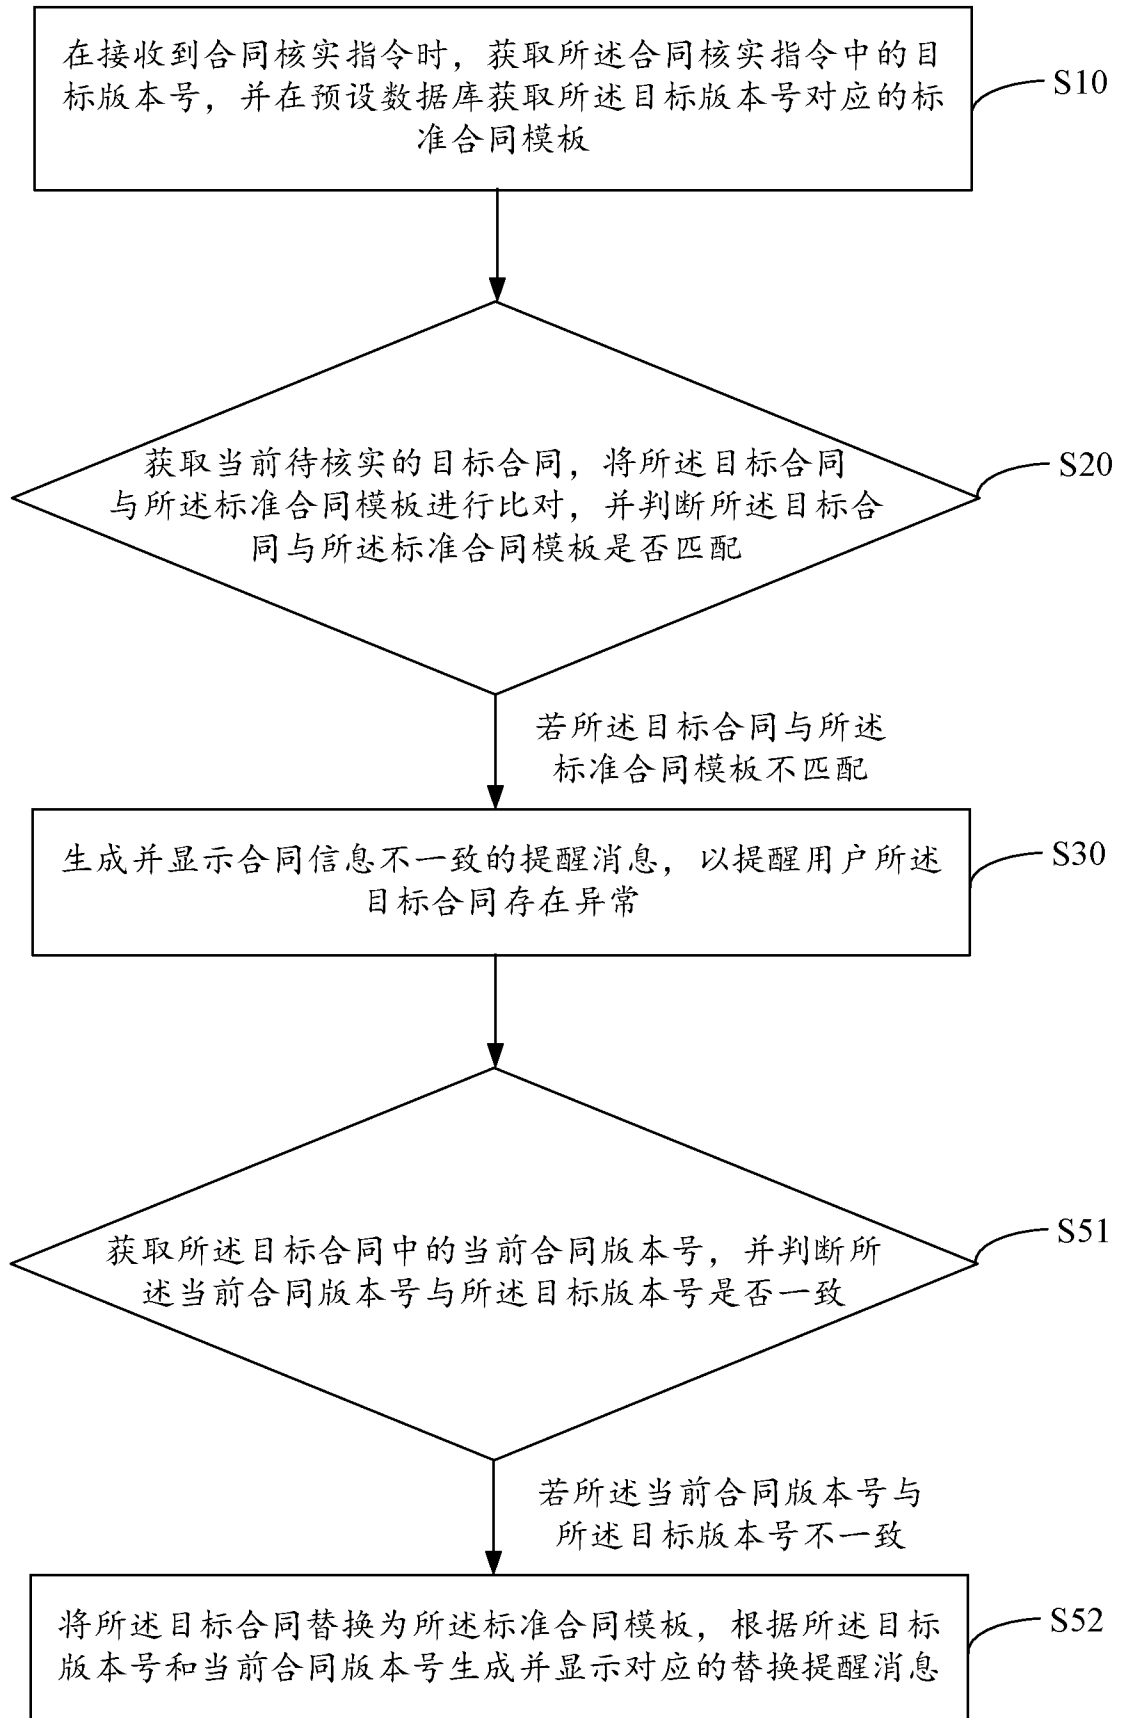 在接收到合同核实指令时，获取所述合同核实指令中的目
标版本号，并在预设数据库获取所述目标版本号对应的标
准合同模板
S10
获取当前待核实的目标合同，将所述目标合同
与所述标准合同模板进行比对，并判断所述目标合
同与所述标准合同模板是否匹配
S20
若所述目标合同与所述
标准合同模板不匹配
生成并显示合同信息不一致的提醒消息，以提醒用户所述
目标合同存在异常
S30
获取所述目标合同中的当前合同版本号，并判断所
述当前合同版本号与所述目标版本号是否一致
S51
若所述当前合同版本号与
所述目标版本号不一致
将所述目标合同替换为所述标准合同模板，根据所述目标
版本号和当前合同版本号生成并显示对应的替换提醒消息
S52